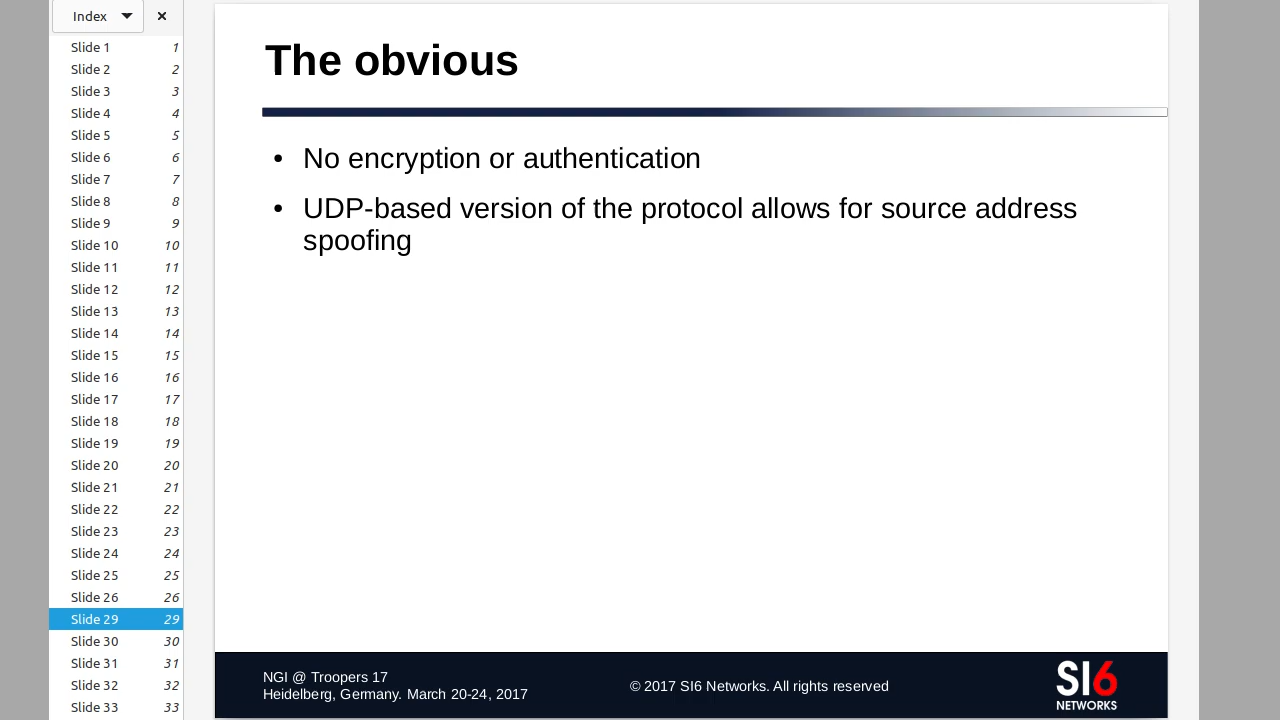 Index
Slide 1 1
Slide 2 2
Slide 3 3
Slide 4 4
Slide 5 5
Slide 6 6
Slide 7 7
Slide 8 8
Slide 9 9
Slide 10 10
Slide 11 11
Slide 12 12
Slide 13 13
Slide 14 14
Slide 15 15
Slide 16 16
Slide 17 17
Slide 18 18
Slide 19 19
Slide 20 20
Slide 21 21
Slide 22 22
Slide 23 23
Slide 24 24
Slide 25 25
Slide 26 26
Slide 29 29
Slide 30 30
Slide 31 31
Slide 32 32
Slide 33 33
The obvious
• No encryption or authentication
• UDP-based version of the protocol allows for source address
spoofing
NGI @ Troopers 17
Heidelberg, Germany. March 20-24, 2017
© 2017 SI6 Networks. All rights reserved
SI6
NETWORKS